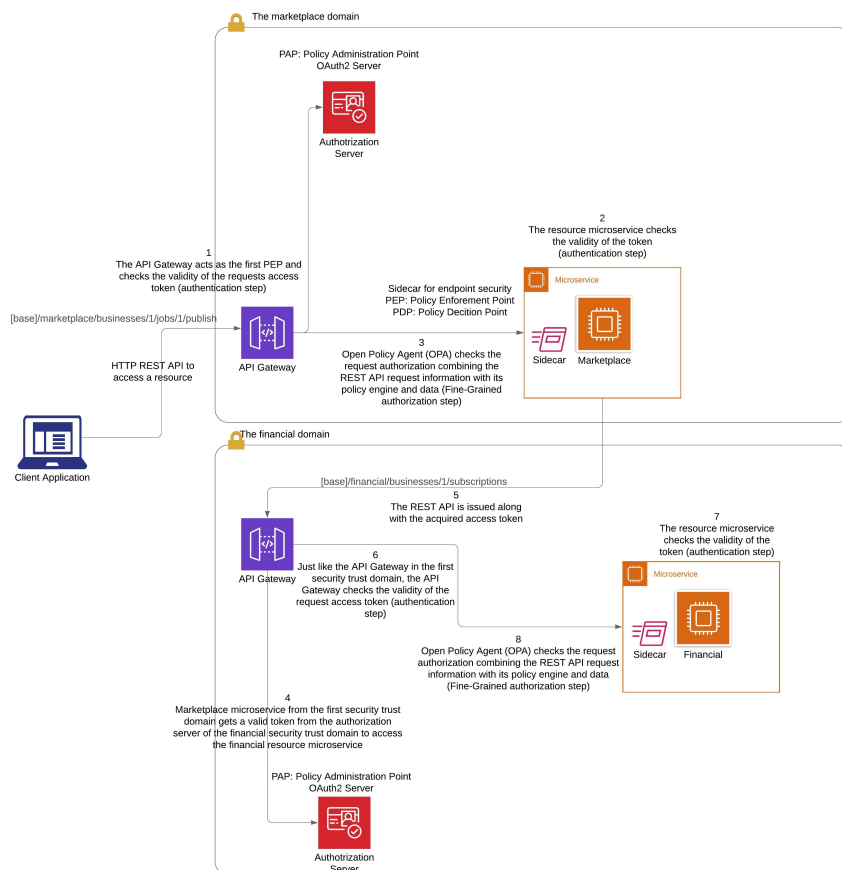 The marketplace domain
PAP: Policy Administration Point
OAuth2 Server
Authotrization
Server
1
The API Gateway acts as the first PEP and
checks the validity of the requests access
token (authentication step)
2
The resource microservice checks
the validity of the token
(authentication step)
Microservice
Sidecar for endpoint security
PEP: Policy Enforement Point
PDP: Policy Decition Point
[base]/marketplace/businesses/1/jobs/1/publish
HTTP REST API to
access a resource
API Gateway
3
Open Policy Agent (OPA) checks the
request authorization combining the
REST API request information with its
policy engine and data (Fine-Grained
authorization step)
Sidecar
Marketplace
Client Application
The financial domain
[base]/financial/businesses/1/subscriptions
5
The REST API is issued along
with the acquired access token
API Gateway
6
Just like the API Gateway in the first
security trust domain, the API
Gateway checks the validity of the
request access token (authentication
step)
7
The resource microservice
checks the validity of the
token (authentication step)
Microservice
Sidecar
Financial
8
Open Policy Agent (OPA) checks the request
authorization combining the REST API request
information with its policy engine and data
(Fine-Grained authorization step)
4
Marketplace microservice from the first security trust
domain gets a valid token from the authorization
server of the financial security trust domain to access
the financial resource microservice
PAP: Policy Administration Point
OAuth2 Server
Authotrization
Server